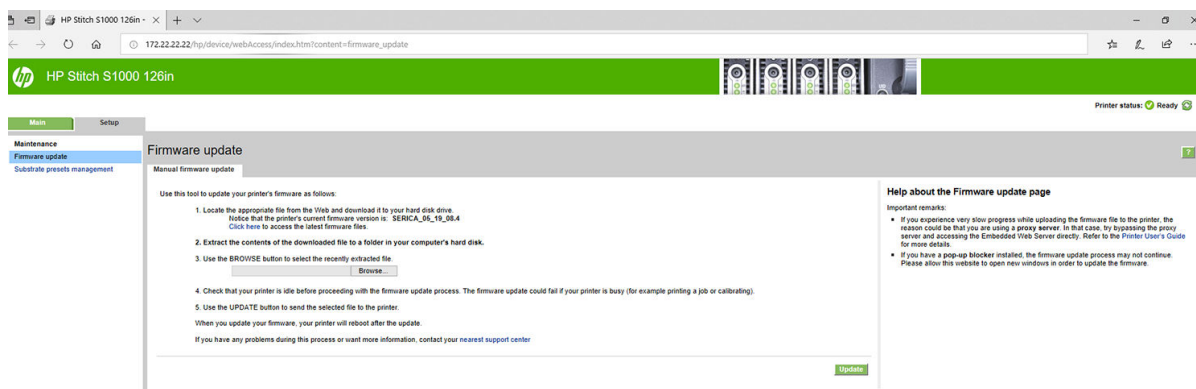 HP Stitch S1000 126in -
172.22.22.22/hp/device/webAccess/index.htm?content=firmware_update
hp
HP Stitch S1000 126in
Printer status: Ready
Main Setup
Maintenance
Firmware update
Substrate presets management
Firmware update
?
Manual firmware update
Use this tool to update your printer's firmware as follows:
1. Locate the appropriate file from the Web and download it to your hard disk drive.
Notice that the printer's current firmware version is: SERICA_05_19_08.4
Click here to access the latest firmware files.
2. Extract the contents of the downloaded file to a folder in your computer's hard disk.
3. Use the BROWSE button to select the recently extracted file
Browse...
4. Check that your printer is idle before proceeding with the firmware update process. The firmware update could fail if your printer is busy (for example printing a job or calibrating).
5. Use the UPDATE button to send the selected file to the printer.
When you update your firmware, your printer will reboot after the update.
If you have any problems during this process or want more information, contact your nearest support center
Update
Help about the Firmware update page
Important remarks:
If you experience very slow progress while uploading the firmware file to the printer, the
reason could be that you are using a proxy server. In that case, try bypassing the proxy
server and accessing the Embedded Web Server directly. Refer to the Printer User's Guide
for more details.
If you have a pop-up blocker installed, the firmware update process may not continue.
Please allow this website to open new windows in order to update the firmware.